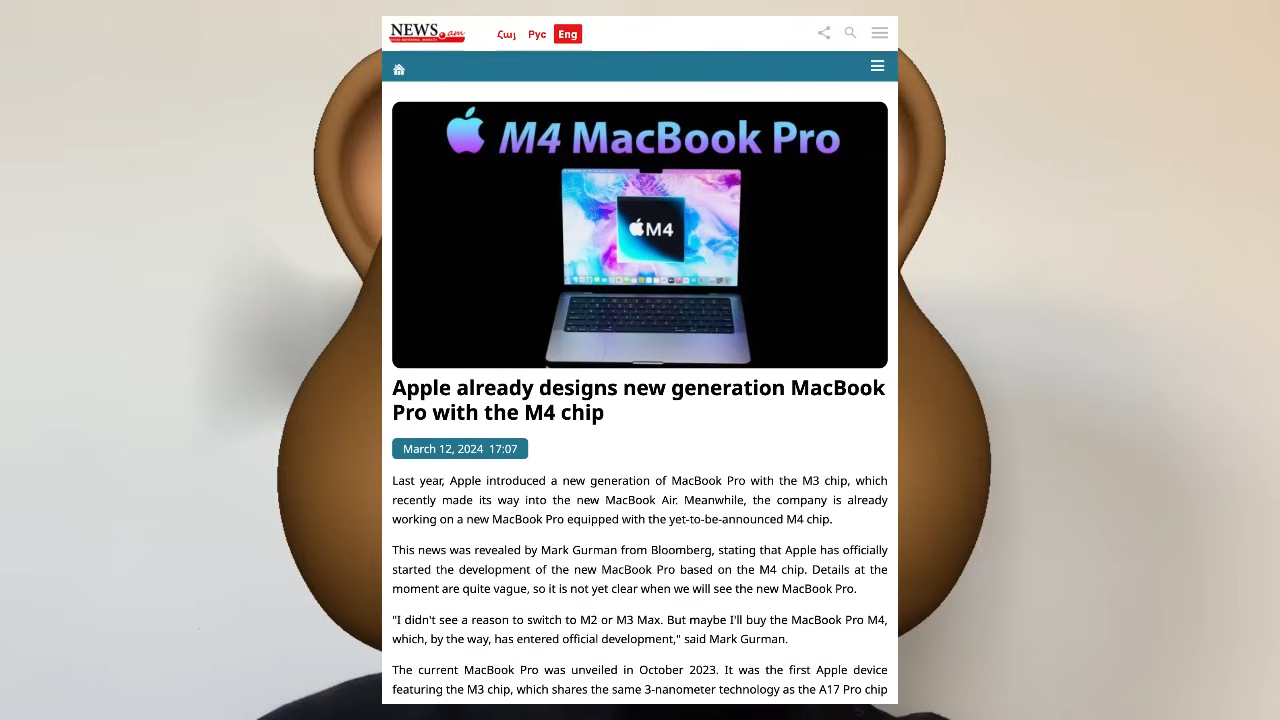 NEWS.am
Հայ Рус Eng
M4 MacBook Pro
M4
Apple already designs new generation MacBook
Pro with the M4 chip
March 12, 2024 17:07
Last year, Apple introduced a new generation of MacBook Pro with the M3 chip, which
recently made its way into the new MacBook Air. Meanwhile, the company is already
working on a new MacBook Pro equipped with the yet-to-be-announced M4 chip.
This news was revealed by Mark Gurman from Bloomberg, stating that Apple has officially
started the development of the new MacBook Pro based on the M4 chip. Details at the
moment are quite vague, so it is not yet clear when we will see the new MacBook Pro.
"I didn't see a reason to switch to M2 or M3 Max. But maybe I'll buy the MacBook Pro M4,
which, by the way, has entered official development," said Mark Gurman.
The current MacBook Pro was unveiled in October 2023. It was the first Apple device
featuring the M3 chip, which shares the same 3-nanometer technology as the A17 Pro chip